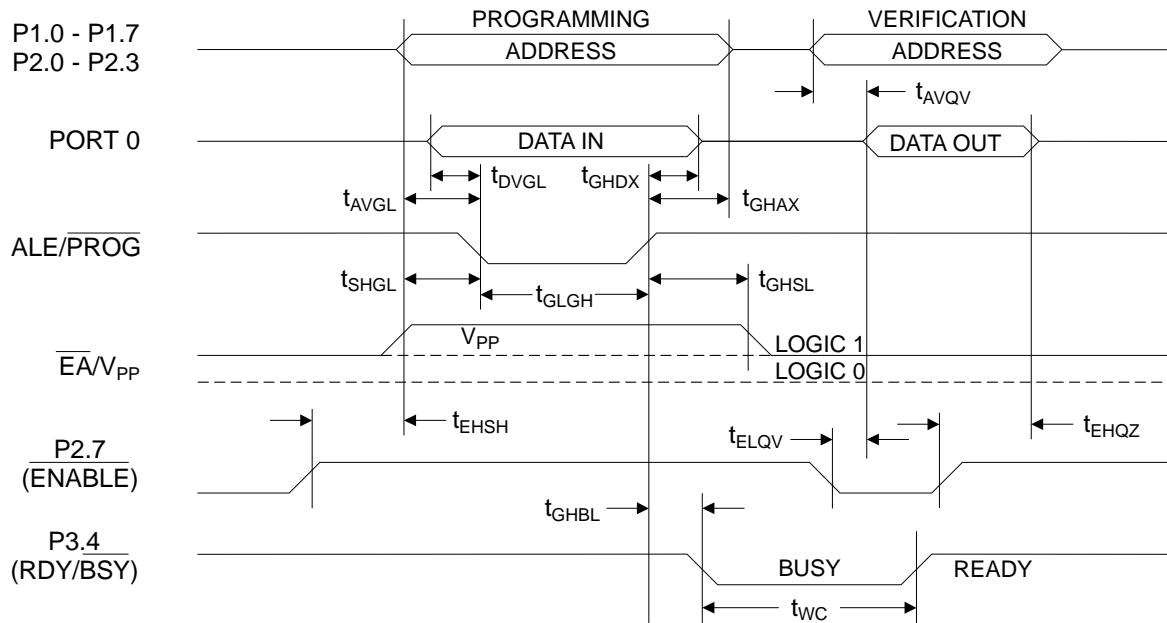 PROGRAMMING
VERIFICATION
P1.0 - P1.7
P2.0 - P2.3
ADDRESS
ADDRESS
tAVQV
PORT 0
DATA IN
DATA OUT
tDVGL
tGHDX
tAVGL
tGHAX
ALE/PROG
tSHGL
tGLGH
tGHSL
VPP
LOGIC 1
EA/VPP
LOGIC 0
tEHSH
tELQV
tEHQZ
P2.7
(ENABLE)
tGHBL
P3.4
(RDY/BSY)
BUSY
READY
tWC